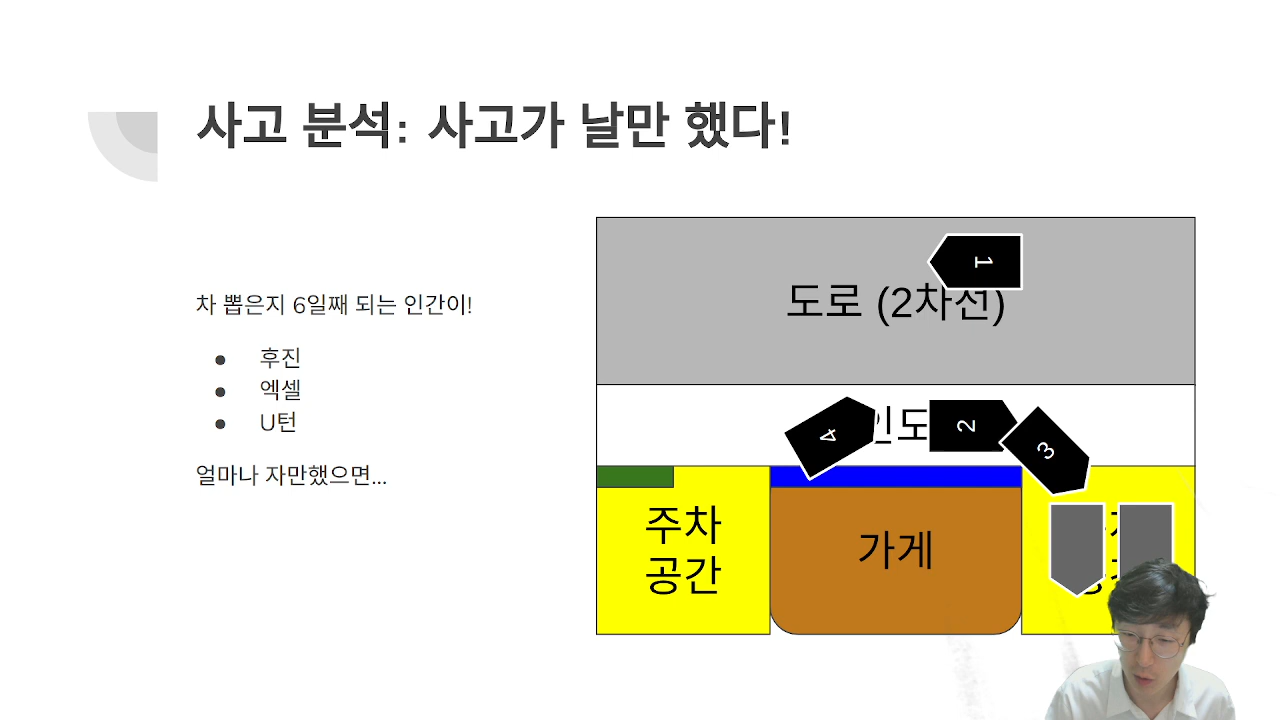 사고 분석: 사고가 날만 했다!
차 뽑은지 6일째 되는 인간이!
● 후진
● 엑셀
● U턴
얼마나 자만했으면...
1
도로 (2차선)
4
인도
2
3
주차
공간
가게